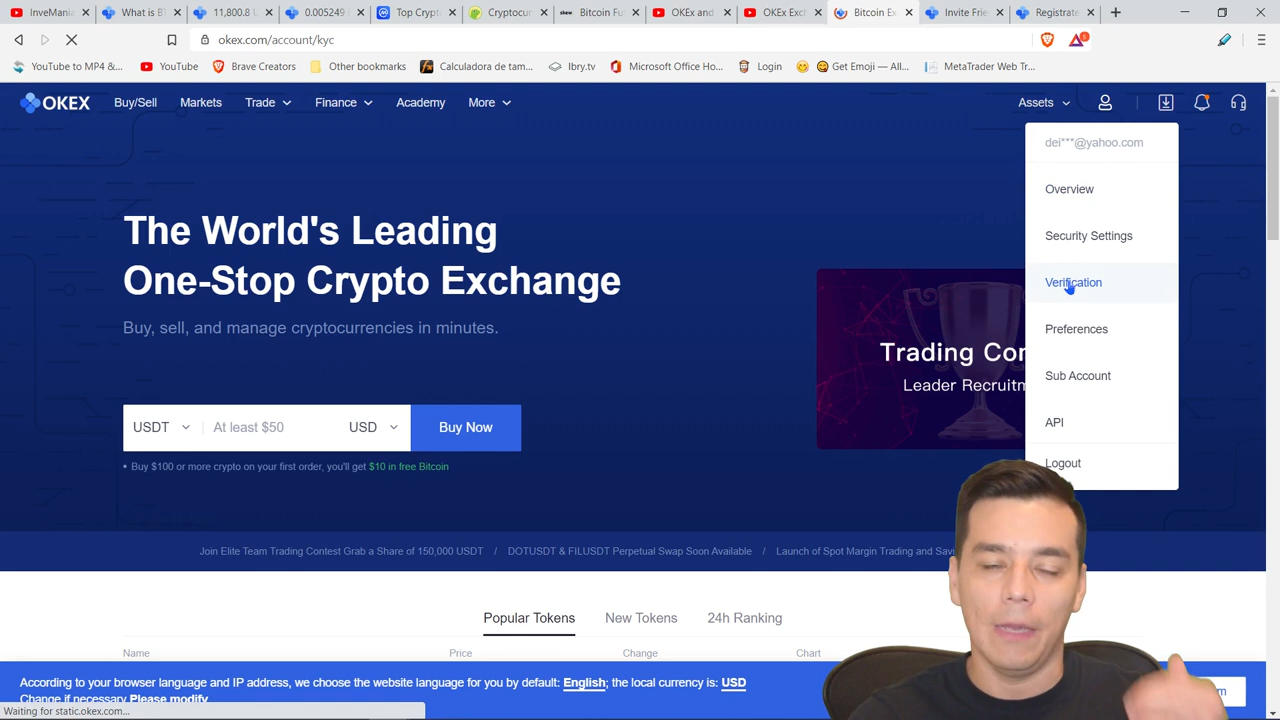 InveMania
What is BT
11,800.8 U
0.005249
Top Crypto
Cryptocur
skew
Bitcoin Fut
OKEx and
OKEx Exch
Bitcoin Ex
Invite Frie
Registrate
okex.com/account/kyc
YouTube to MP4 &...
YouTube
Brave Creators
Other bookmarks
Calculadora de tam...
lbry.tv
Microsoft Office Ho...
Login
Get Emoji — All...
MetaTrader Web Tr...
OKEX
Buy/Sell
Markets
Trade
Finance
Academy
More
Assets
dei***@yahoo.com
Overview
Security Settings
Verification
Preferences
Sub Account
API
Logout
The World's Leading
One-Stop Crypto Exchange
Buy, sell, and manage cryptocurrencies in minutes.
Trading Con
Leader Recruitm
USDT
At least $50
USD
Buy Now
• Buy $100 or more crypto on your first order, you'll get $10 in free Bitcoin
Join Elite Team Trading Contest Grab a Share of 150,000 USDT / DOTUSDT & FILUSDT Perpetual Swap Soon Available / Launch of Spot Margin Trading and Savi
Popular Tokens
New Tokens
24h Ranking
Name
Price
Change
Chart
According to your browser language and IP address, we choose the website language for you by default: English; the local currency is: USD
Change if necessary Please modify
Waiting for static.okex.com...